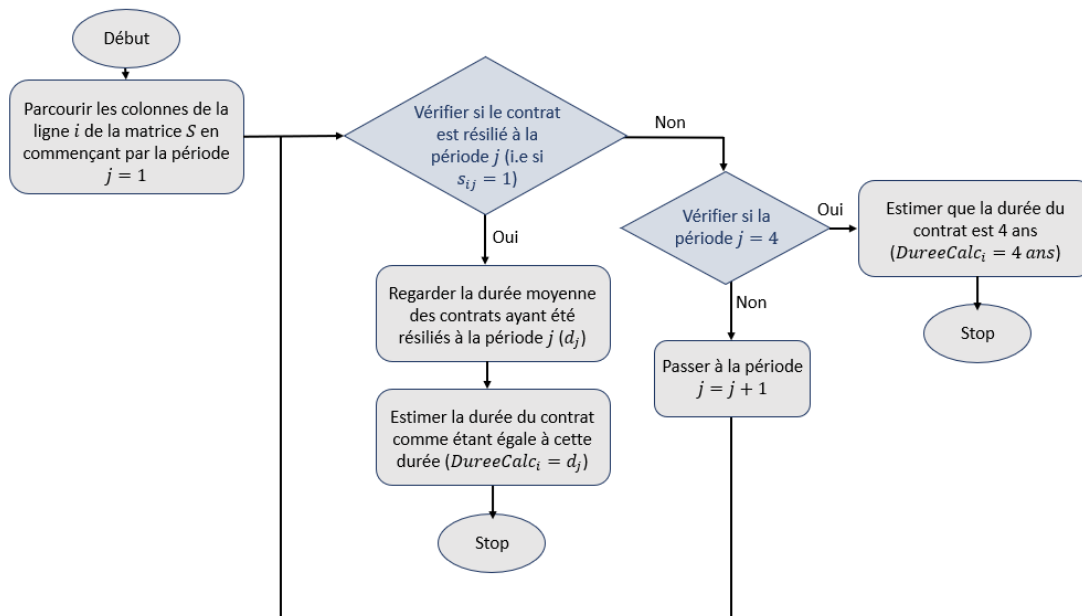 Début
Parcourir les colonnes de la
ligne i de la matrice S en
commençant par la période
j = 1
Vérifier si le contrat
est résilié à la
période j (i.e si
s_{ij} = 1)
Non
Oui
Vérifier si la
période j = 4
Oui
Estimer que la durée du
contrat est 4 ans
(DureeCalc_i = 4 ans)
Stop
Non
Passer à la période
j = j + 1
Regarder la durée moyenne
des contrats ayant été
résiliés à la période j (d_j)
Estimer la durée du contrat
comme étant égale à cette
durée (DureeCalc_i = d_j)
Stop